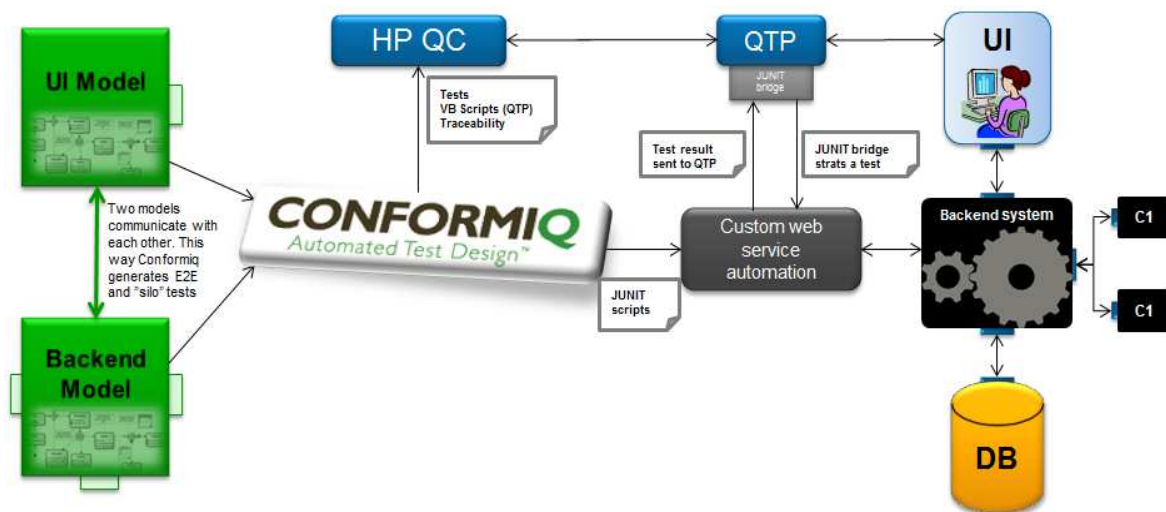 HP QC
QTP
JUNIT
bridge
UI
UI Model
Tests
VB Scripts (QTP)
Traceability
Test result
sent to QTP
JUNIT bridge
strats a test
Two models
communicate with
each other. This
way Conformiq
generates E2E
and "silo" tests
CONFORMIQ
Automated Test Design™
Custom web
service
automation
Backend system
C1
C1
JUNIT
scripts
Backend
Model
DB